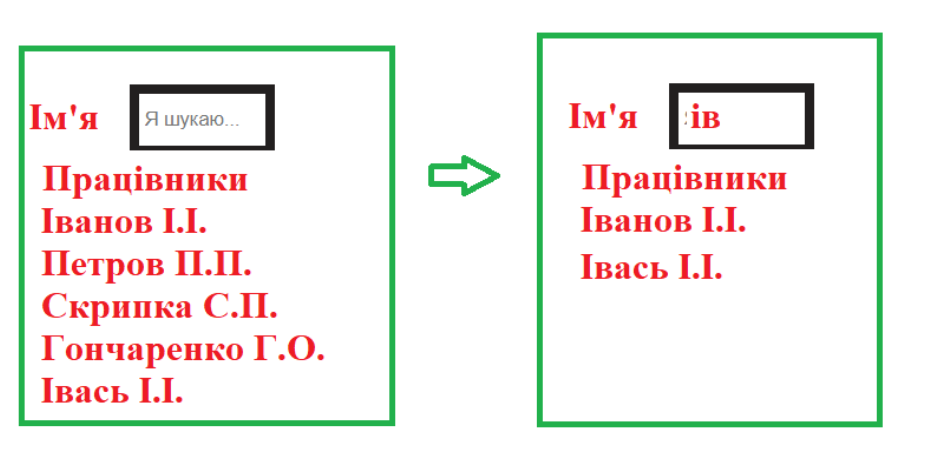 Ім'я Я шукаю...
Працівники
Іванов І.І.
Петров П.П.
Скрипка С.П.
Гончаренко Г.О.
Івась І.І.
Ім'я ів
Працівники
Іванов І.І.
Івась І.І.